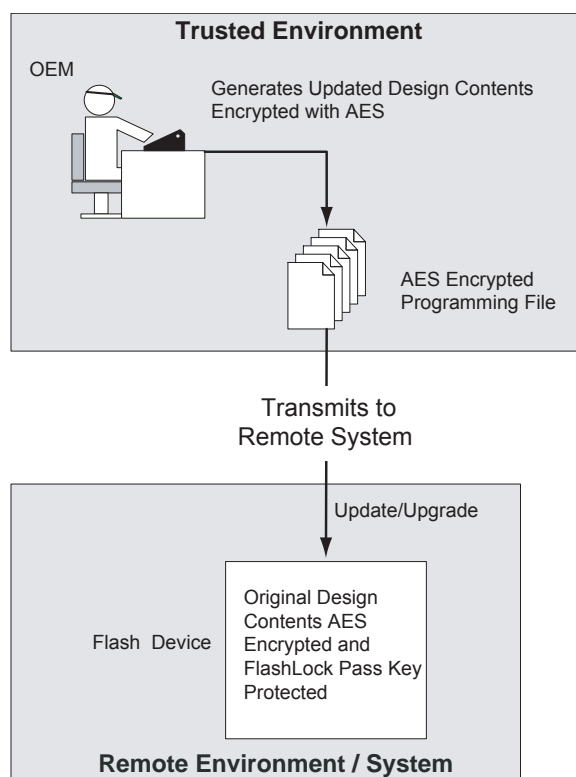 Trusted Environment
OEM
Generates Updated Design Contents
Encrypted with AES
AES Encrypted
Programming File
Transmits to
Remote System
Update/Upgrade
Flash Device
Original Design
Contents AES
Encrypted and
FlashLock Pass Key
Protected
Remote Environment / System